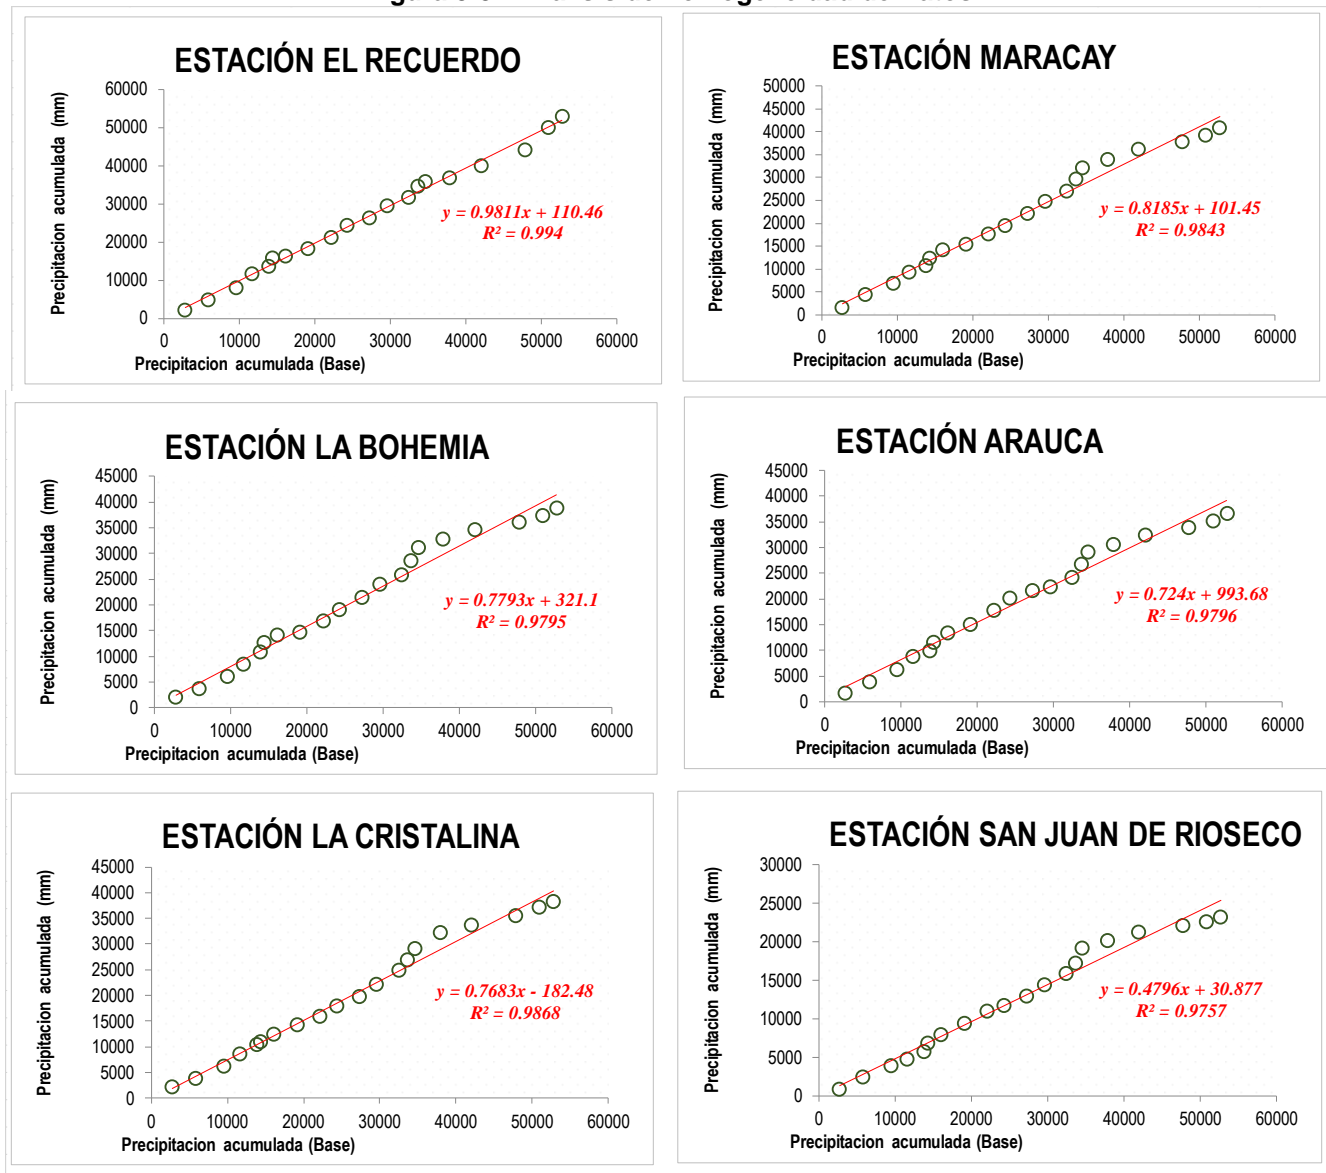 ESTACIÓN EL RECUERDO
Precipitacion acumulada (mm)
60000
50000
40000
30000
20000
10000
0
y = 0.9811x + 110.46
R² = 0.994
0 10000 20000 30000 40000 50000 60000
Precipitacion acumulada (Base)
ESTACIÓN MARACAY
Precipitacion acumulada (mm)
50000
45000
40000
35000
30000
25000
20000
15000
10000
5000
0
y = 0.8185x + 101.45
R² = 0.9843
0 10000 20000 30000 40000 50000 60000
Precipitacion acumulada (Base)
ESTACIÓN LA BOHEMIA
Precipitacion acumulada (mm)
45000
40000
35000
30000
25000
20000
15000
10000
5000
0
y = 0.7793x + 321.1
R² = 0.9795
0 10000 20000 30000 40000 50000 60000
Precipitacion acumulada (Base)
ESTACIÓN ARAUCA
Precipitacion acumulada (mm)
45000
40000
35000
30000
25000
20000
15000
10000
5000
0
y = 0.724x + 993.68
R² = 0.9796
0 10000 20000 30000 40000 50000 60000
Precipitacion acumulada (Base)
ESTACIÓN LA CRISTALINA
Precipitacion acumulada (mm)
45000
40000
35000
30000
25000
20000
15000
10000
5000
0
y = 0.7683x - 182.48
R² = 0.9868
0 10000 20000 30000 40000 50000 60000
Precipitacion acumulada (Base)
ESTACIÓN SAN JUAN DE RIOSECO
Precipitacion acumulada (mm)
30000
25000
20000
15000
10000
5000
0
y = 0.4796x + 30.877
R² = 0.9757
0 10000 20000 30000 40000 50000 60000
Precipitacion acumulada (Base)